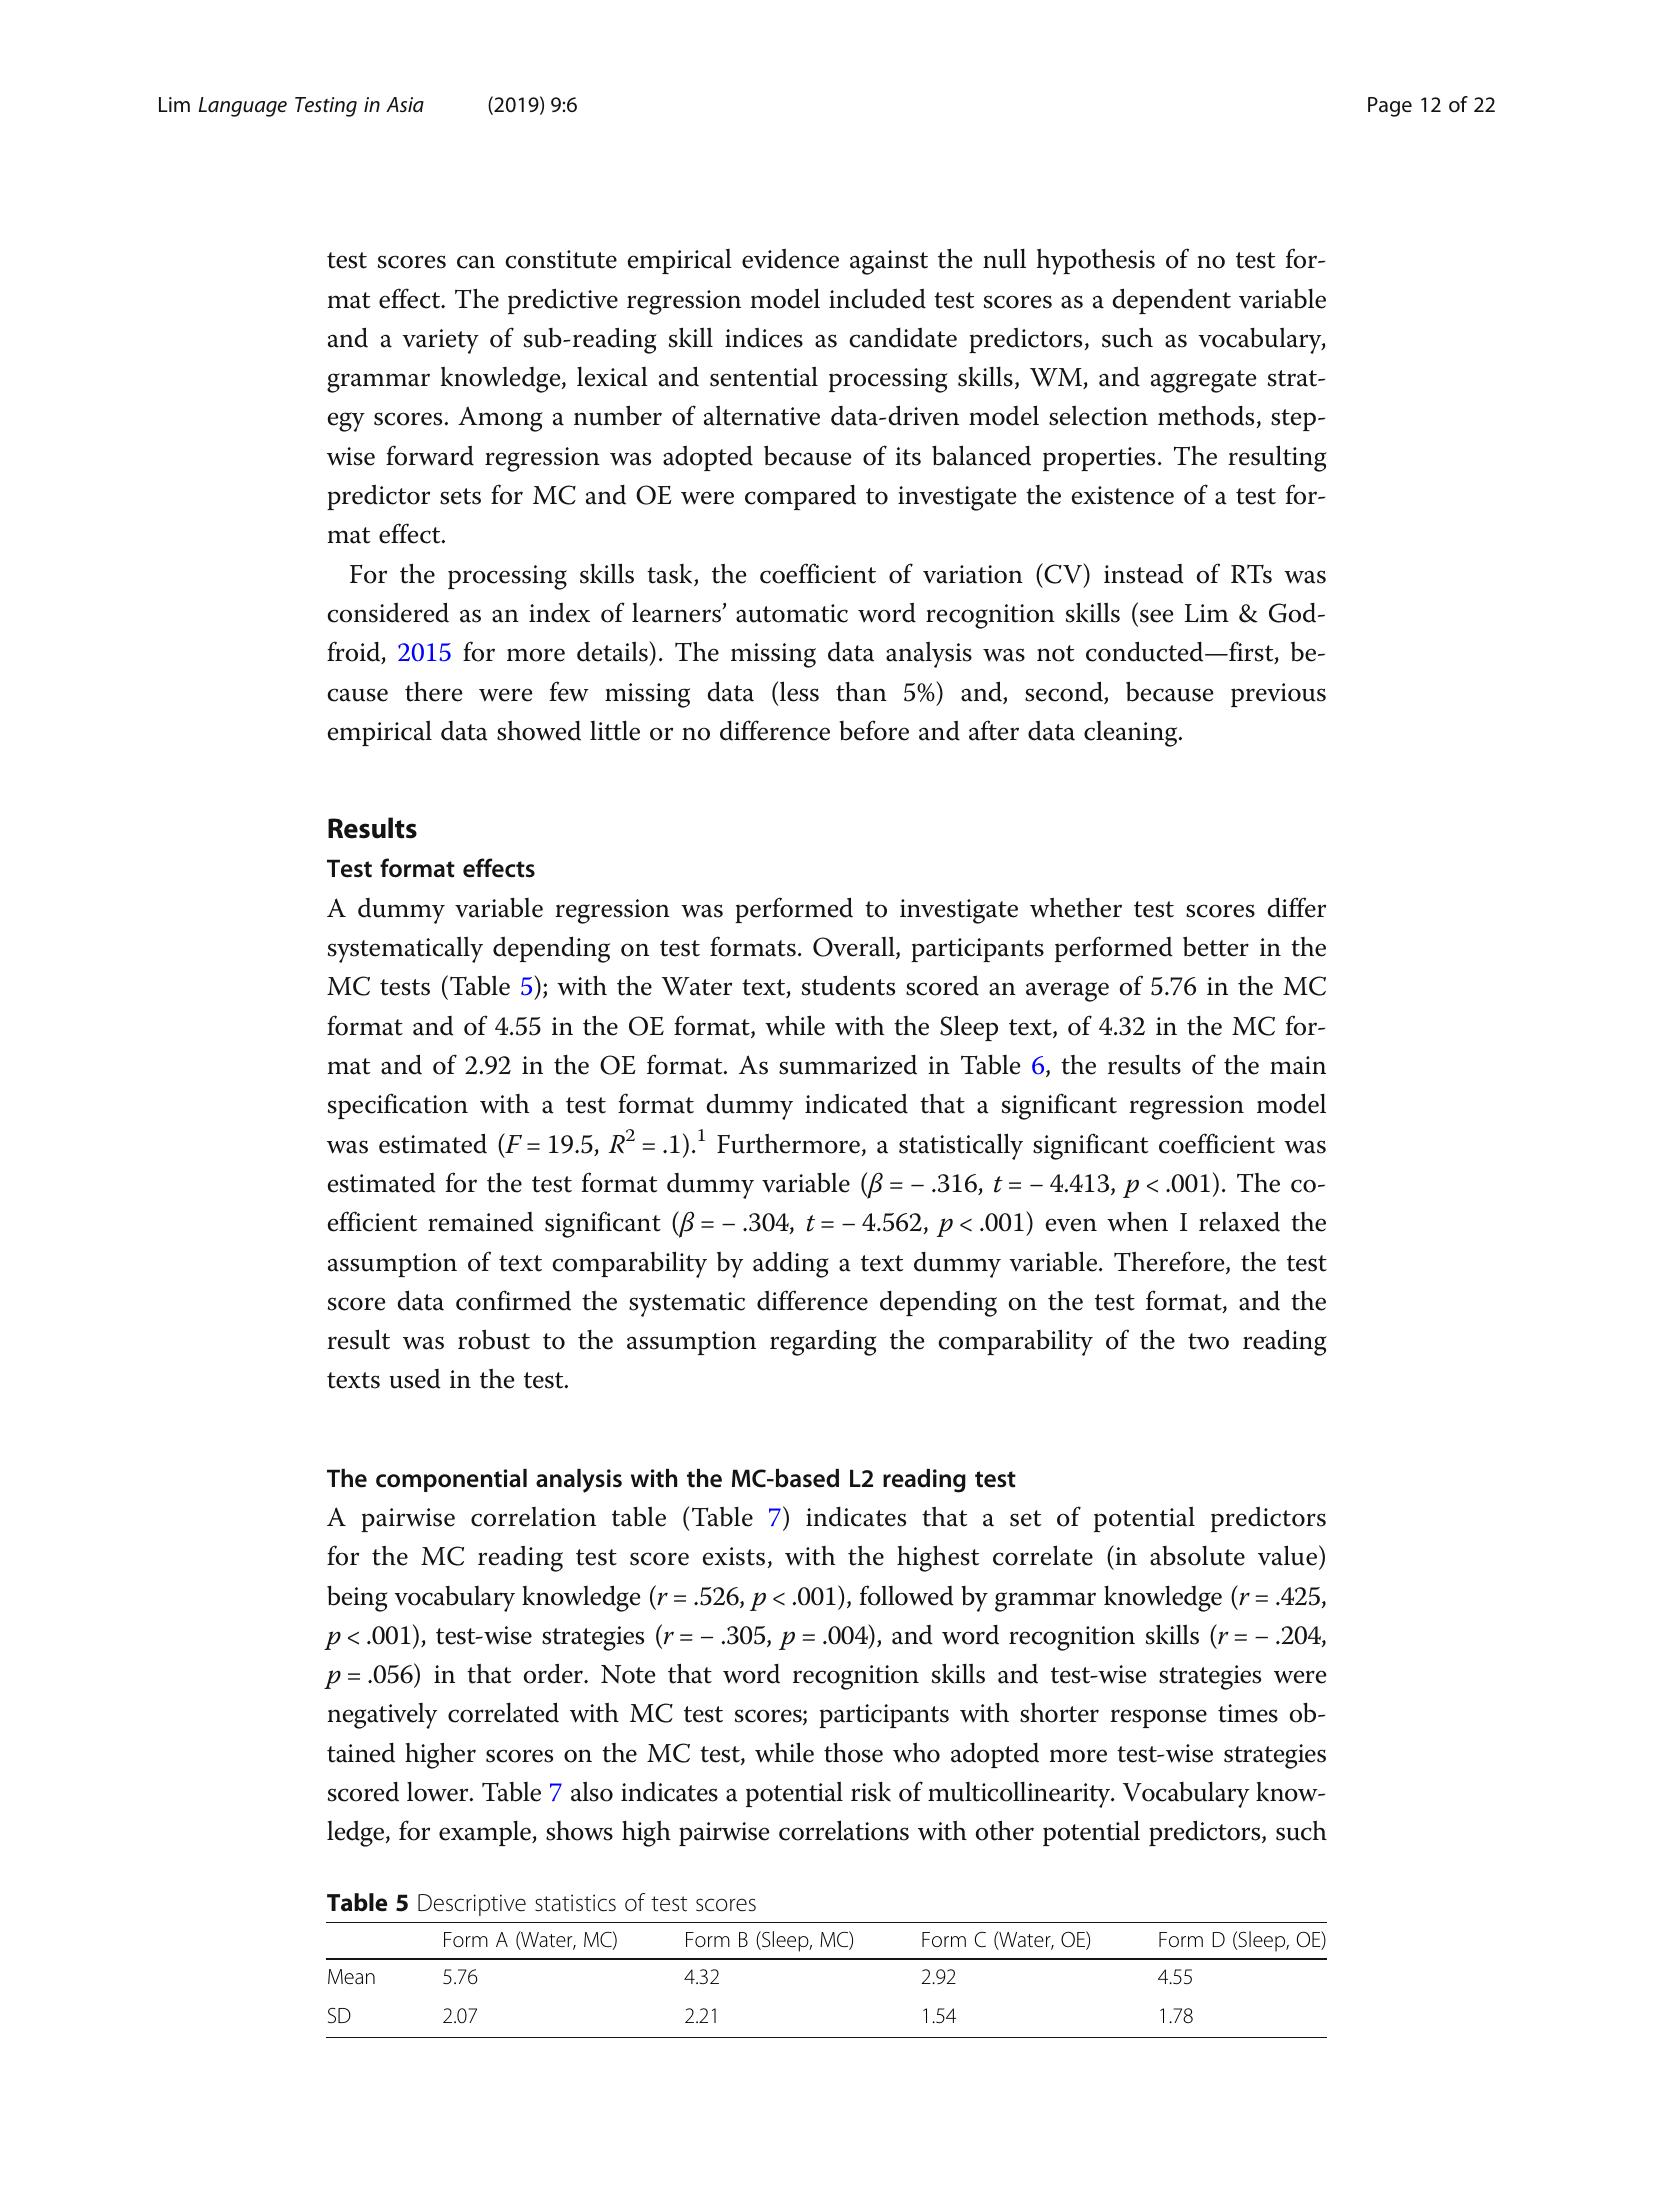 Lim Language Testing in Asia (2019) 9:6 Page 12 of 22
test scores can constitute empirical evidence against the null hypothesis of no test for-
mat effect. The predictive regression model included test scores as a dependent variable
and a variety of sub-reading skill indices as candidate predictors, such as vocabulary,
grammar knowledge, lexical and sentential processing skills, WM, and aggregate strat-
egy scores. Among a number of alternative data-driven model selection methods, step-
wise forward regression was adopted because of its balanced properties. The resulting
predictor sets for MC and OE were compared to investigate the existence of a test for-
mat effect.
For the processing skills task, the coefficient of variation (CV) instead of RTs was
considered as an index of learners’ automatic word recognition skills (see Lim & God-
froid, 2015 for more details). The missing data analysis was not conducted—first, be-
cause there were few missing data (less than 5%) and, second, because previous
empirical data showed little or no difference before and after data cleaning.
Results
Test format effects
A dummy variable regression was performed to investigate whether test scores differ
systematically depending on test formats. Overall, participants performed better in the
MC tests (Table 5); with the Water text, students scored an average of 5.76 in the MC
format and of 4.55 in the OE format, while with the Sleep text, of 4.32 in the MC for-
mat and of 2.92 in the OE format. As summarized in Table 6, the results of the main
specification with a test format dummy indicated that a significant regression model
was estimated (F = 19.5, R² = .1).¹ Furthermore, a statistically significant coefficient was
estimated for the test format dummy variable (β = − .316, t = − 4.413, p < .001). The co-
efficient remained significant (β = − .304, t = − 4.562, p < .001) even when I relaxed the
assumption of text comparability by adding a text dummy variable. Therefore, the test
score data confirmed the systematic difference depending on the test format, and the
result was robust to the assumption regarding the comparability of the two reading
texts used in the test.
The componential analysis with the MC-based L2 reading test
A pairwise correlation table (Table 7) indicates that a set of potential predictors
for the MC reading test score exists, with the highest correlate (in absolute value)
being vocabulary knowledge (r = .526, p < .001), followed by grammar knowledge (r = .425,
p < .001), test-wise strategies (r = − .305, p = .004), and word recognition skills (r = − .204,
p = .056) in that order. Note that word recognition skills and test-wise strategies were
negatively correlated with MC test scores; participants with shorter response times ob-
tained higher scores on the MC test, while those who adopted more test-wise strategies
scored lower. Table 7 also indicates a potential risk of multicollinearity. Vocabulary know-
ledge, for example, shows high pairwise correlations with other potential predictors, such
Table 5 Descriptive statistics of test scores
Form A (Water, MC) Form B (Sleep, MC) Form C (Water, OE) Form D (Sleep, OE)
Mean 5.76 4.32 2.92 4.55
SD 2.07 2.21 1.54 1.78